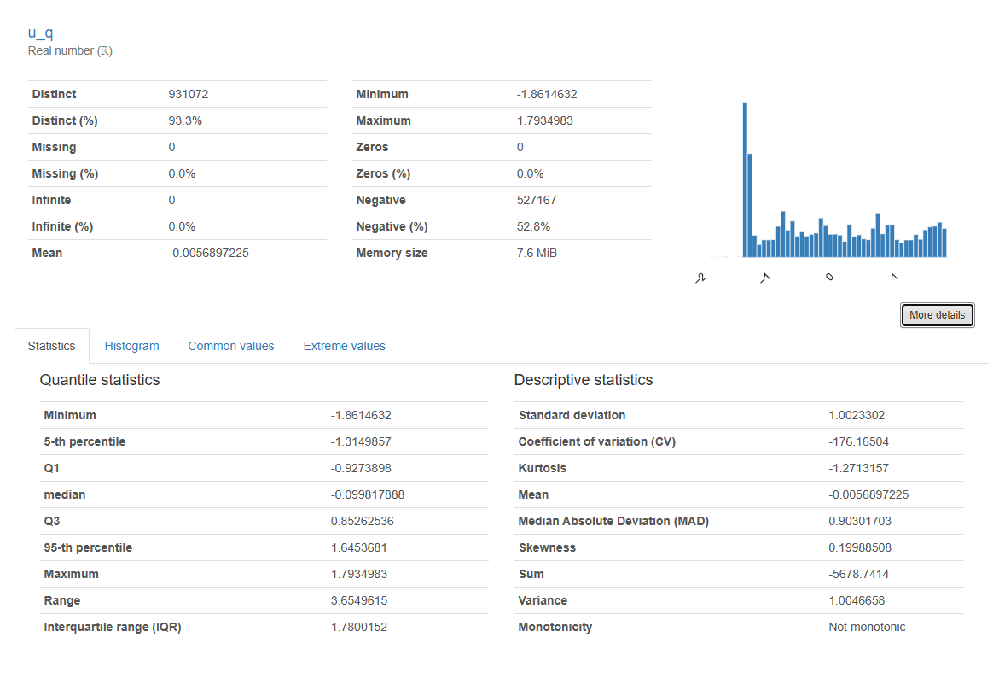 u_q
Real number (ℝ)
Distinct 931072
Distinct (%) 93.3%
Missing 0
Missing (%) 0.0%
Infinite 0
Infinite (%) 0.0%
Mean -0.0056897225
Minimum -1.8614632
Maximum 1.7934983
Zeros 0
Zeros (%) 0.0%
Negative 527167
Negative (%) 52.8%
Memory size 7.6 MiB
-2 -1 0 1
More details
Statistics Histogram Common values Extreme values
Quantile statistics
Minimum -1.8614632
5-th percentile -1.3149857
Q1 -0.9273898
median -0.099817888
Q3 0.85262536
95-th percentile 1.6453681
Maximum 1.7934983
Range 3.6549615
Interquartile range (IQR) 1.7800152
Descriptive statistics
Standard deviation 1.0023302
Coefficient of variation (CV) -176.16504
Kurtosis -1.2713157
Mean -0.0056897225
Median Absolute Deviation (MAD) 0.90301703
Skewness 0.19988508
Sum -5678.7414
Variance 1.0046658
Monotonicity Not monotonic